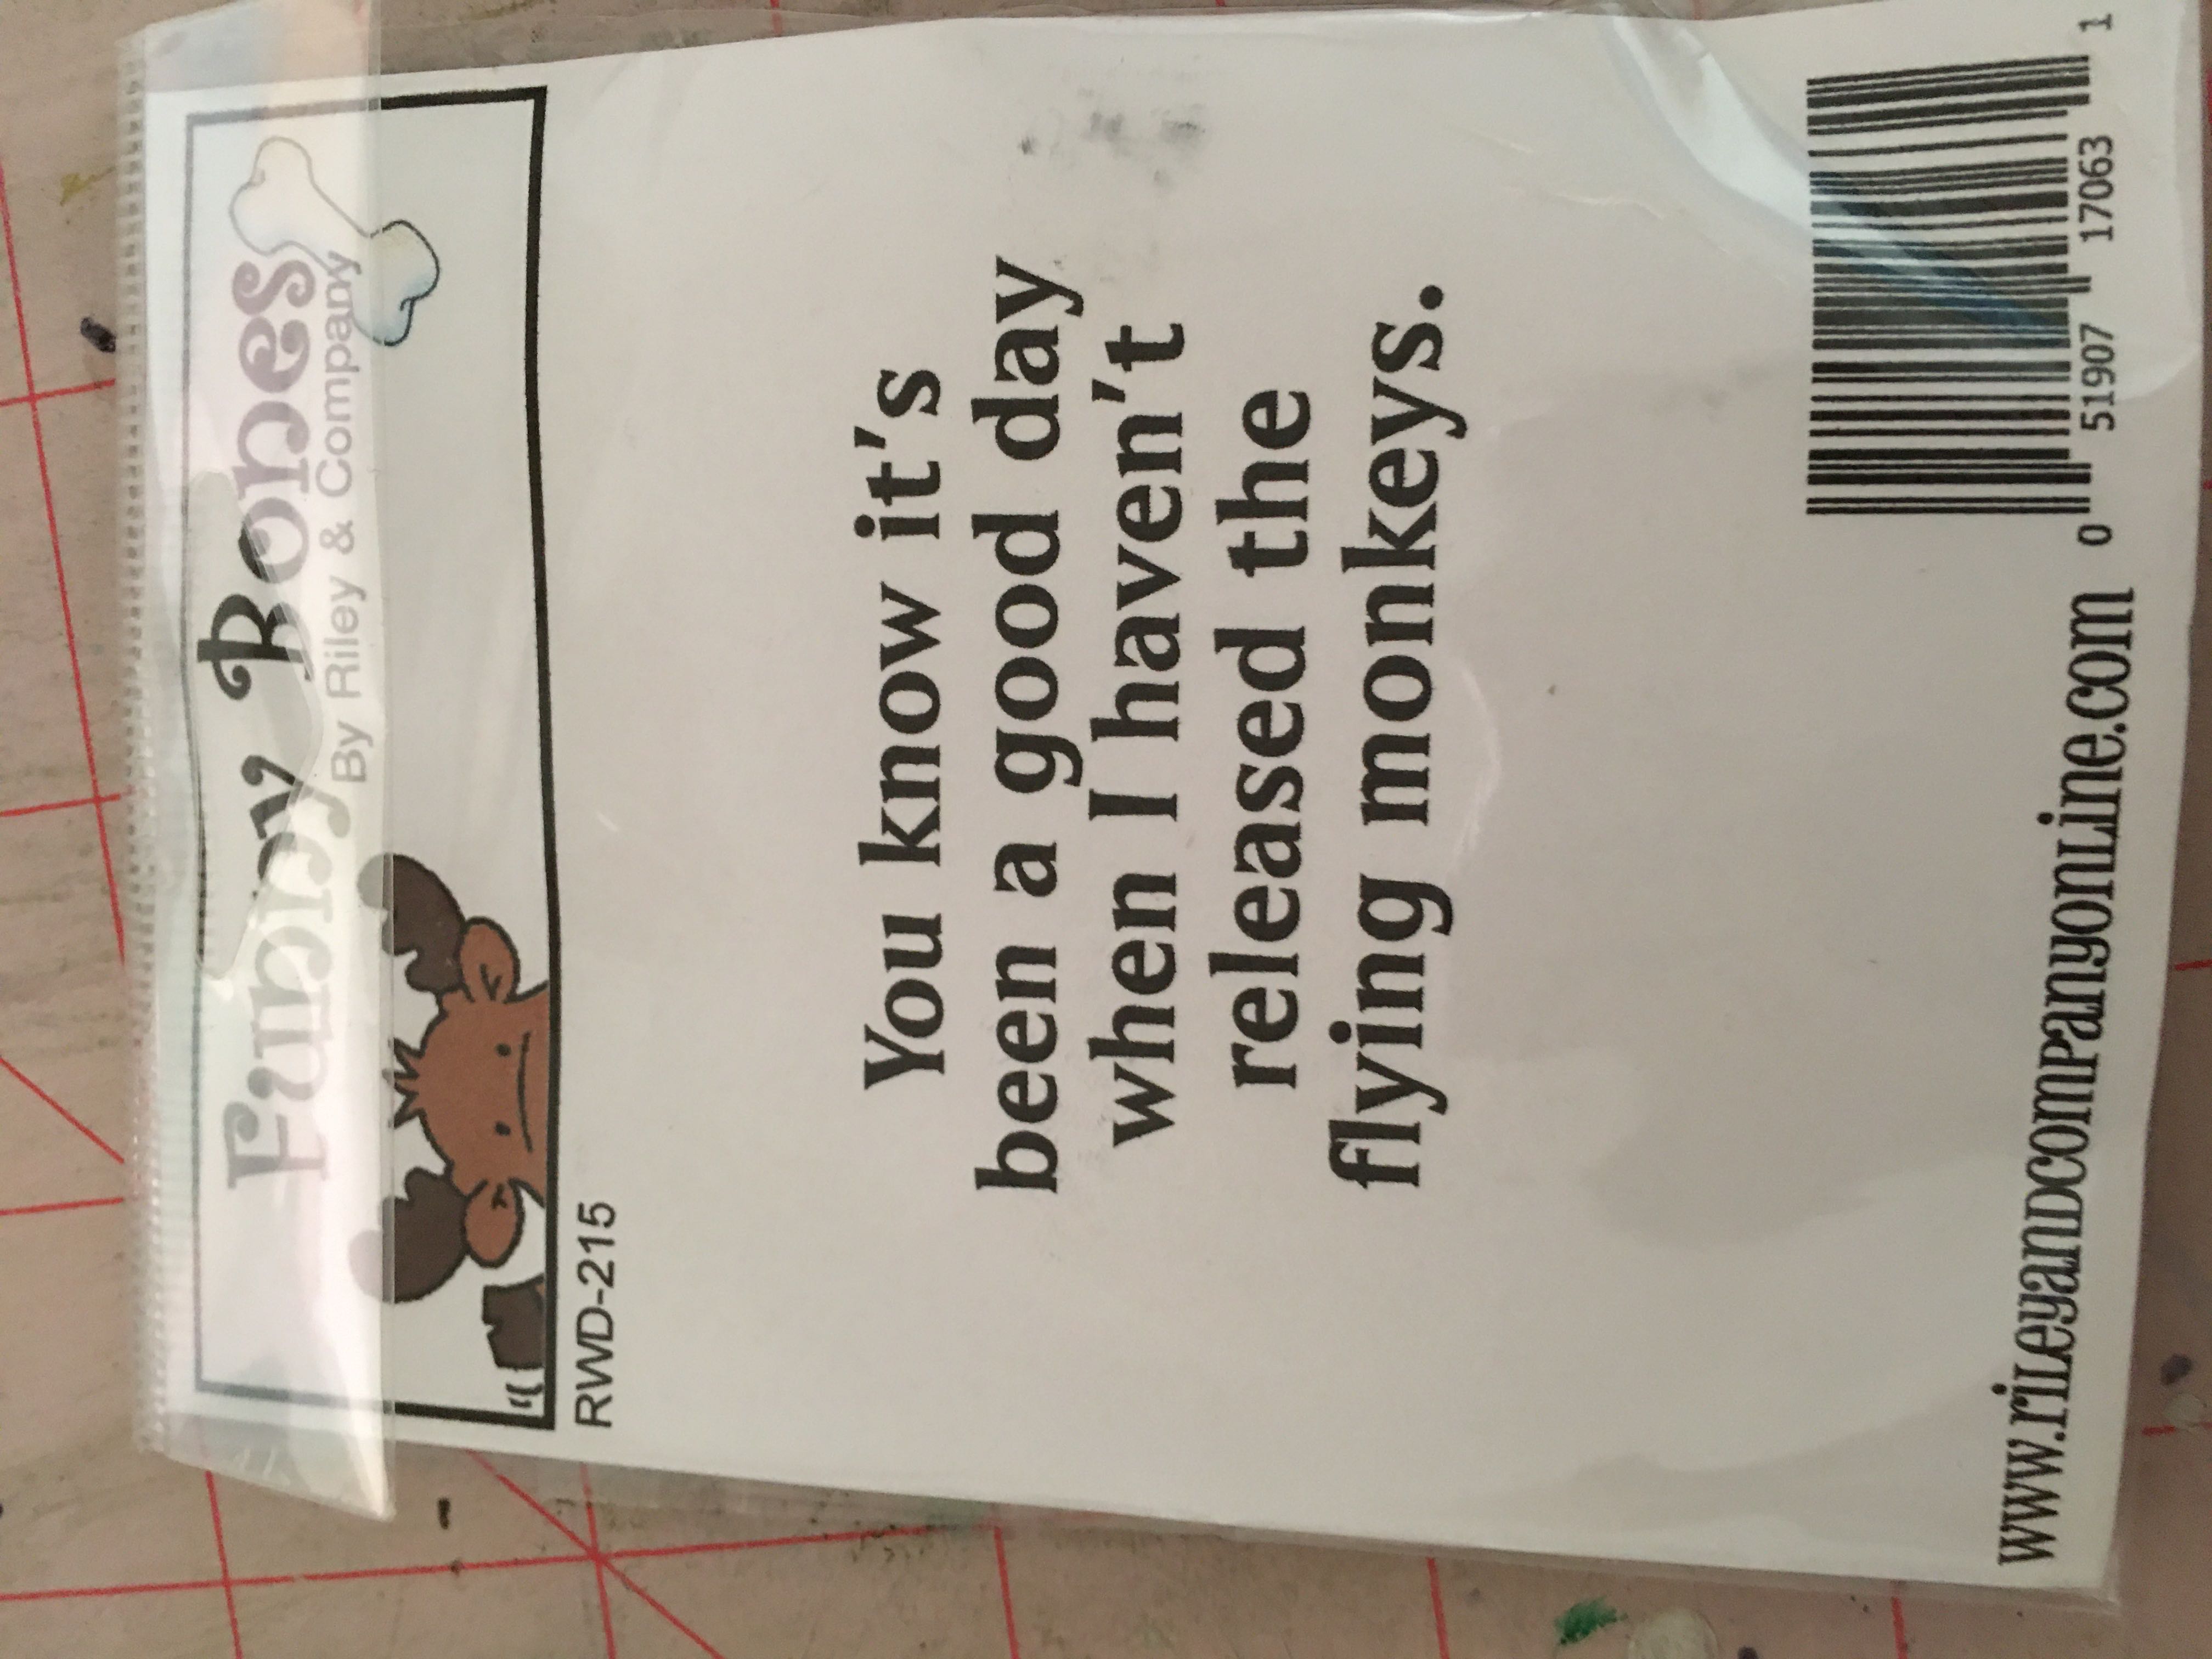 Funny Bones
By Riley & Company
RWD-215
You know it's
been a good day
when I haven't
released the
flying monkeys.
www.rileyandcompanyonline.com
0 51907 17063 1